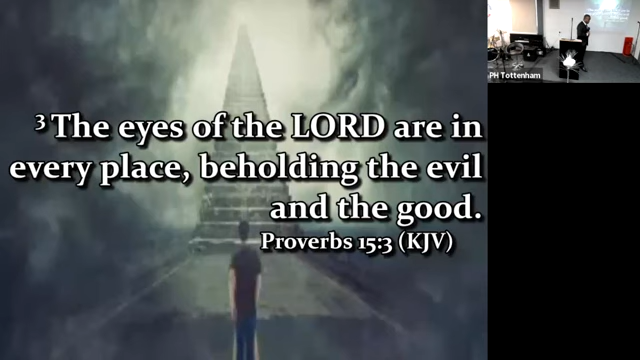 ³ The eyes of the LORD are in
every place, beholding the evil
and the good.
Proverbs 15:3 (KJV)
PH Tottenham